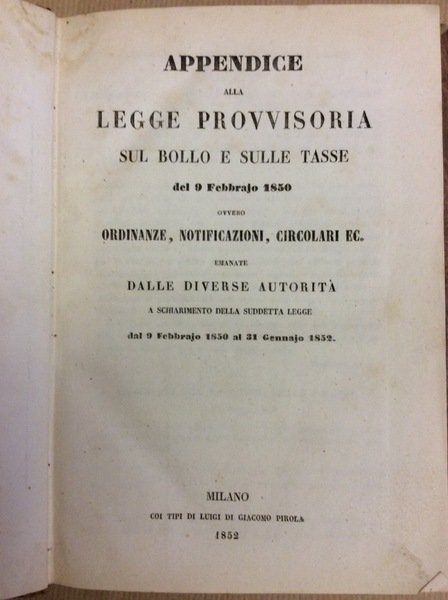 APPENDICE
ALLA
LEGGE PROVVISORIA
SUL BOLLO E SULLE TASSE
del 9 Febbrajo 1850
OVVERO
ORDINANZE, NOTIFICAZIONI, CIRCOLARI EC.
EMANATE
DALLE DIVERSE AUTORITÀ
A SCHIARIMENTO DELLA SUDDETTA LEGGE
dal 9 Febbrajo 1850 al 31 Gennajo 1852.
MILANO
COI TIPI DI LUIGI DI GIACOMO PIROLA
1852